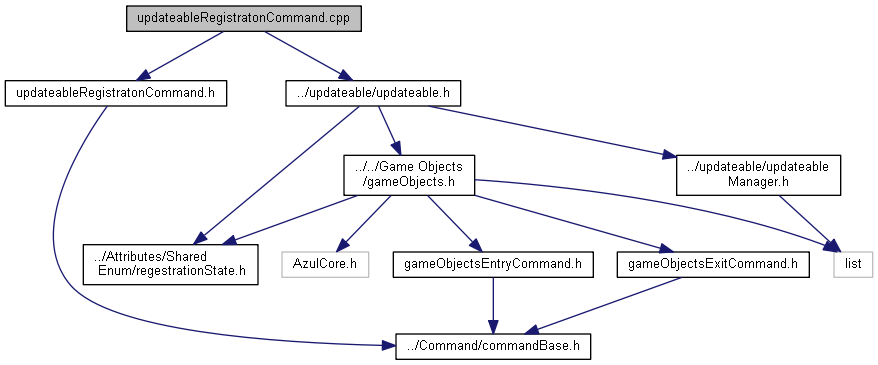 updateableRegistratonCommand.cpp
updateableRegistratonCommand.h
../updateable/updateable.h
../../Game Objects
/gameObjects.h
../updateable/updateable
Manager.h
../Attributes/Shared
Enum/regestrationState.h
AzulCore.h
gameObjectsEntryCommand.h
gameObjectsExitCommand.h
list
../Command/commandBase.h